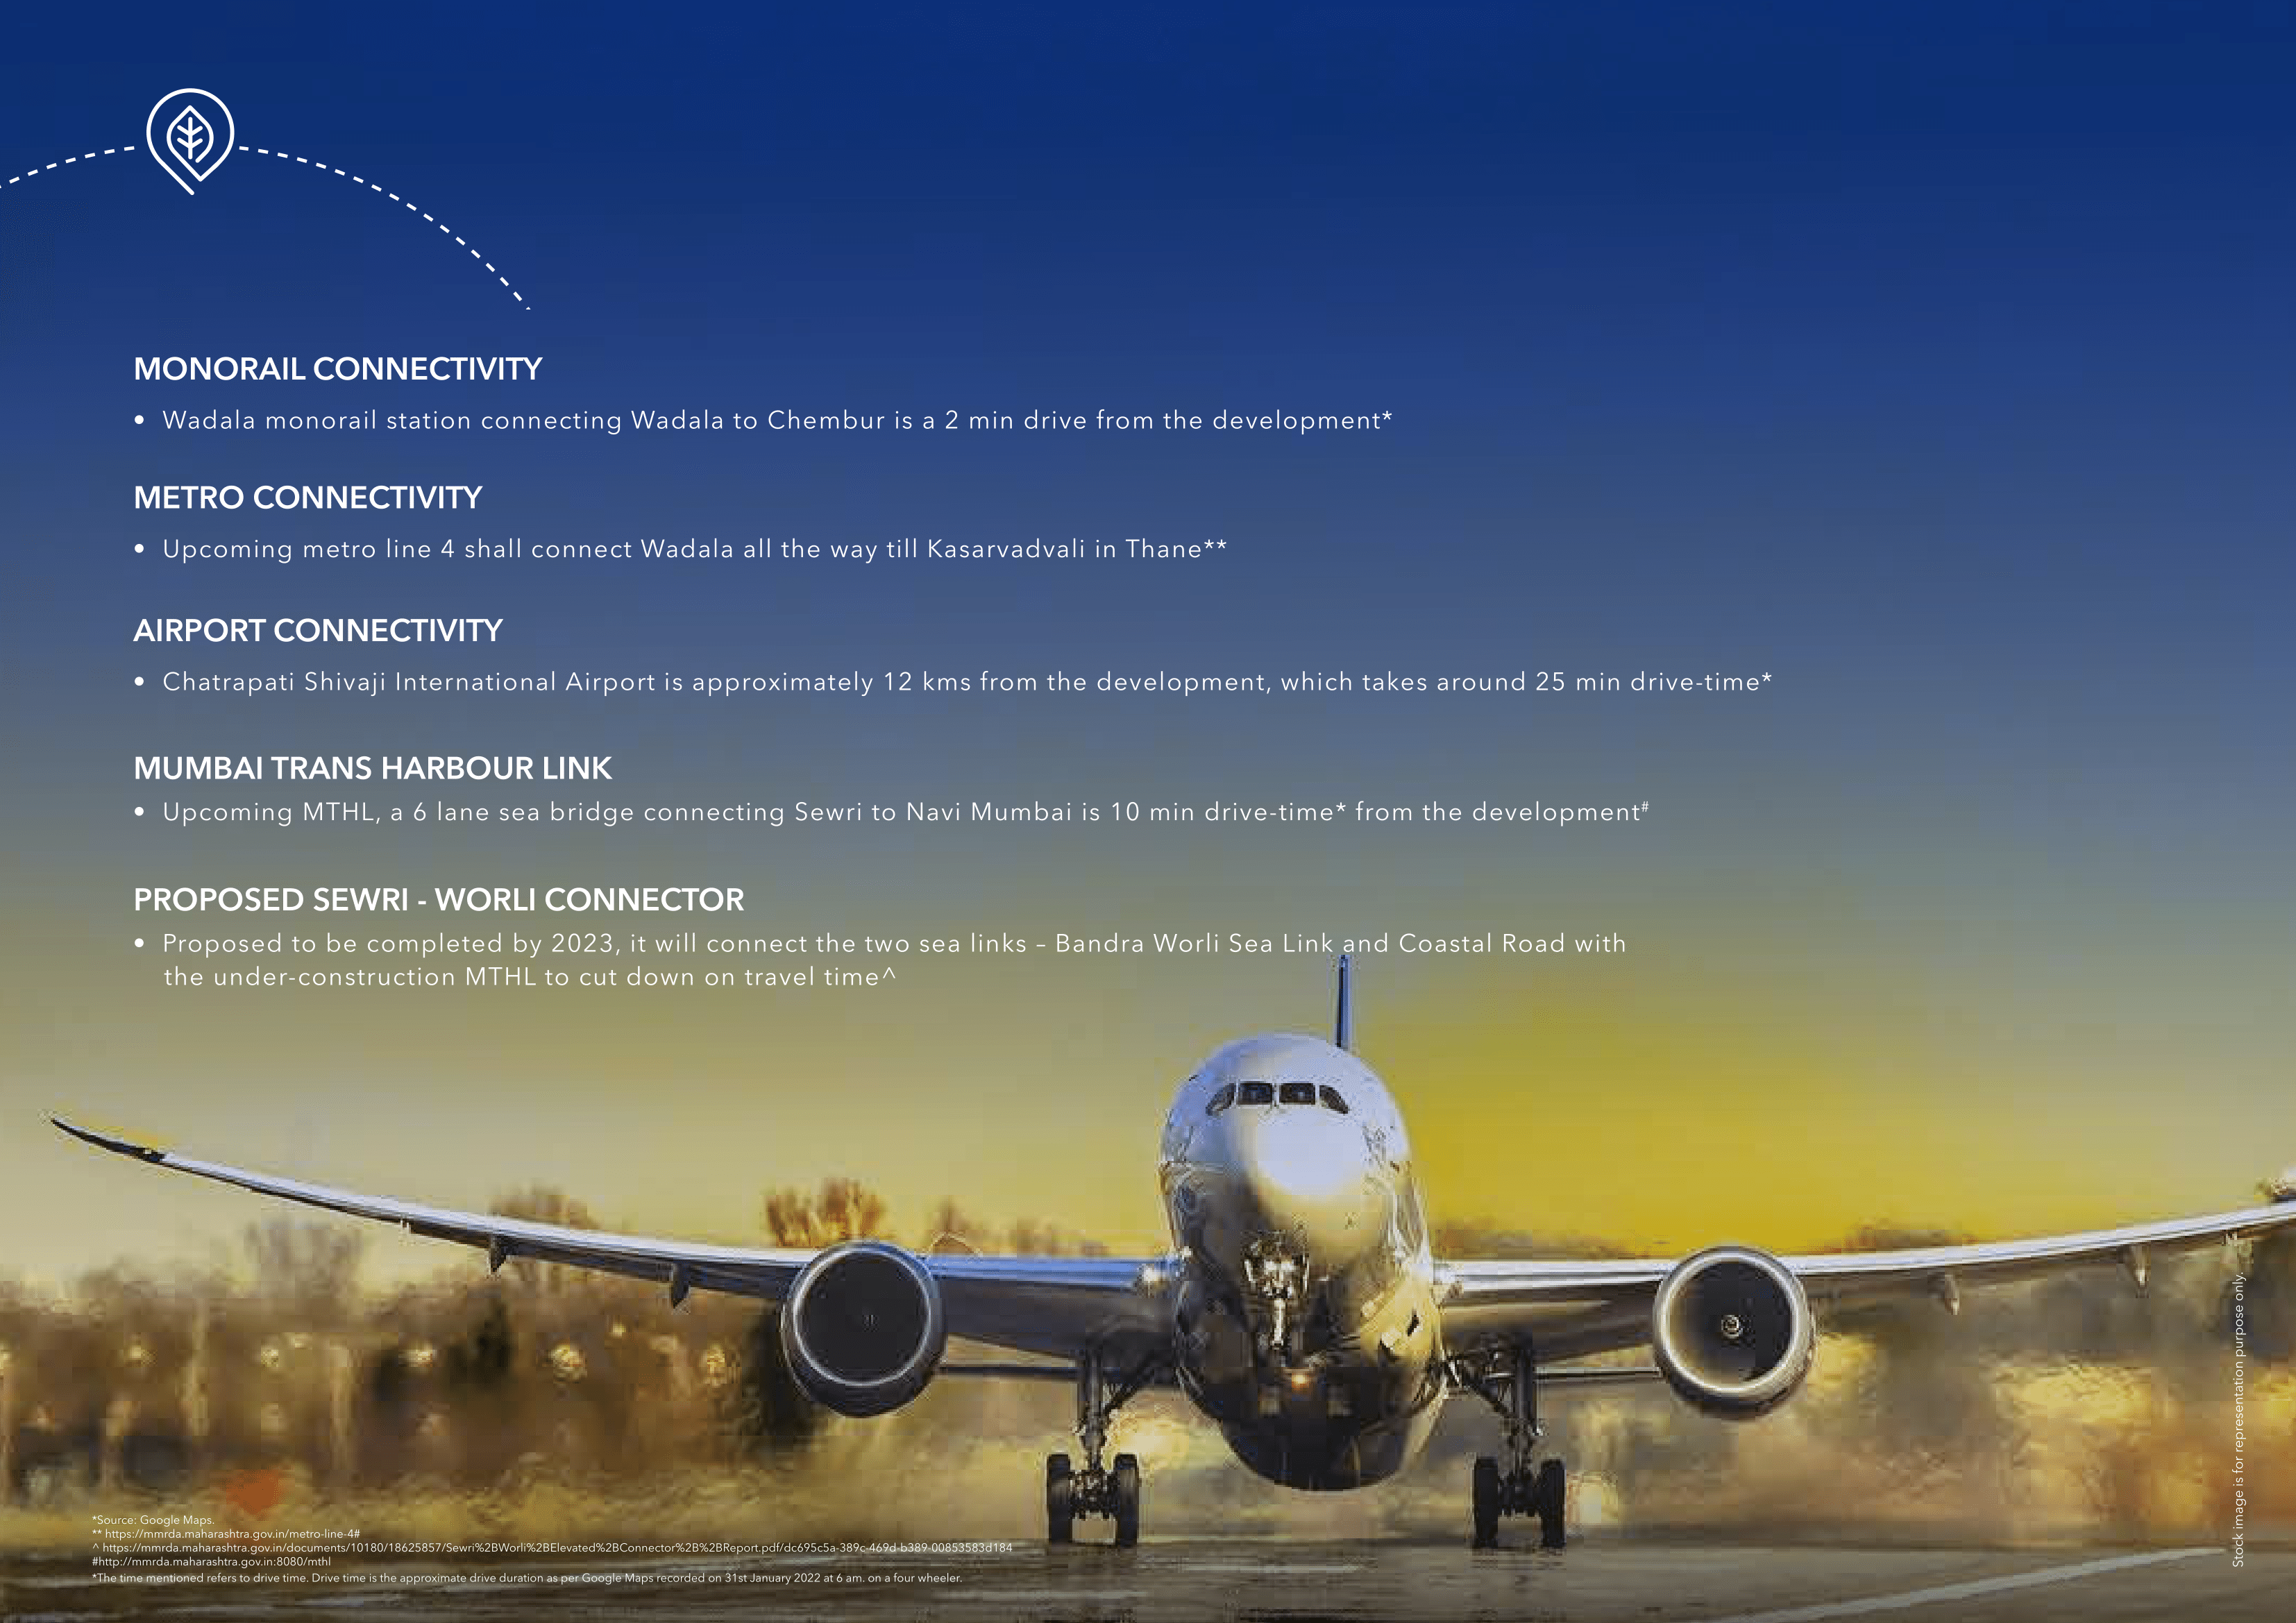 MONORAIL CONNECTIVITY
• Wadala monorail station connecting Wadala to Chembur is a 2 min drive from the development*
METRO CONNECTIVITY
• Upcoming metro line 4 shall connect Wadala all the way till Kasarvadvali in Thane**
AIRPORT CONNECTIVITY
• Chatrapati Shivaji International Airport is approximately 12 kms from the development, which takes around 25 min drive-time*
MUMBAI TRANS HARBOUR LINK
• Upcoming MTHL, a 6 lane sea bridge connecting Sewri to Navi Mumbai is 10 min drive-time* from the development#
PROPOSED SEWRI - WORLI CONNECTOR
• Proposed to be completed by 2023, it will connect the two sea links – Bandra Worli Sea Link and Coastal Road with
the under-construction MTHL to cut down on travel time^
*Source: Google Maps.
** https://mmrda.maharashtra.gov.in/metro-line-4#
^ https://mmrda.maharashtra.gov.in/documents/10180/18625857/Sewri%2BWorli%2BElevated%2BConnector%2B%2BReport.pdf/dc695c5a-389c-469d-b389-00853583d184
#http://mmrda.maharashtra.gov.in:8080/mthl
*The time mentioned refers to drive time. Drive time is the approximate drive duration as per Google Maps recorded on 31st January 2022 at 6 am. on a four wheeler.
Stock image is for representation purpose only.